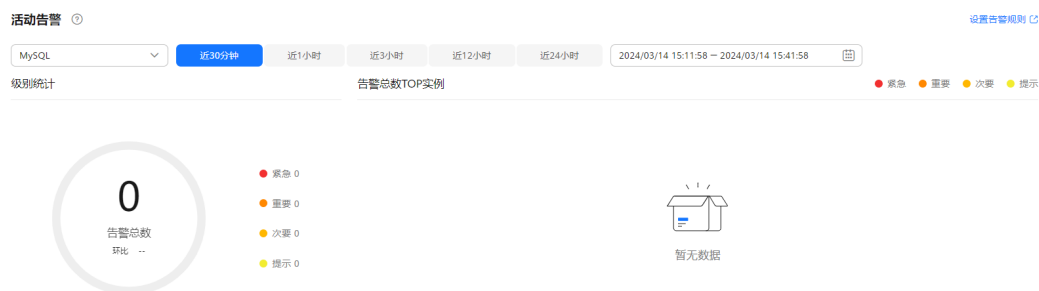 活动告警
设置告警规则
MySQL 近30分钟 近1小时 近3小时 近12小时 近24小时 2024/03/14 15:11:58 — 2024/03/14 15:41:58
级别统计 告警总数TOP实例 紧急 重要 次要 提示
0
告警总数
环比 --
紧急 0
重要 0
次要 0
提示 0
暂无数据